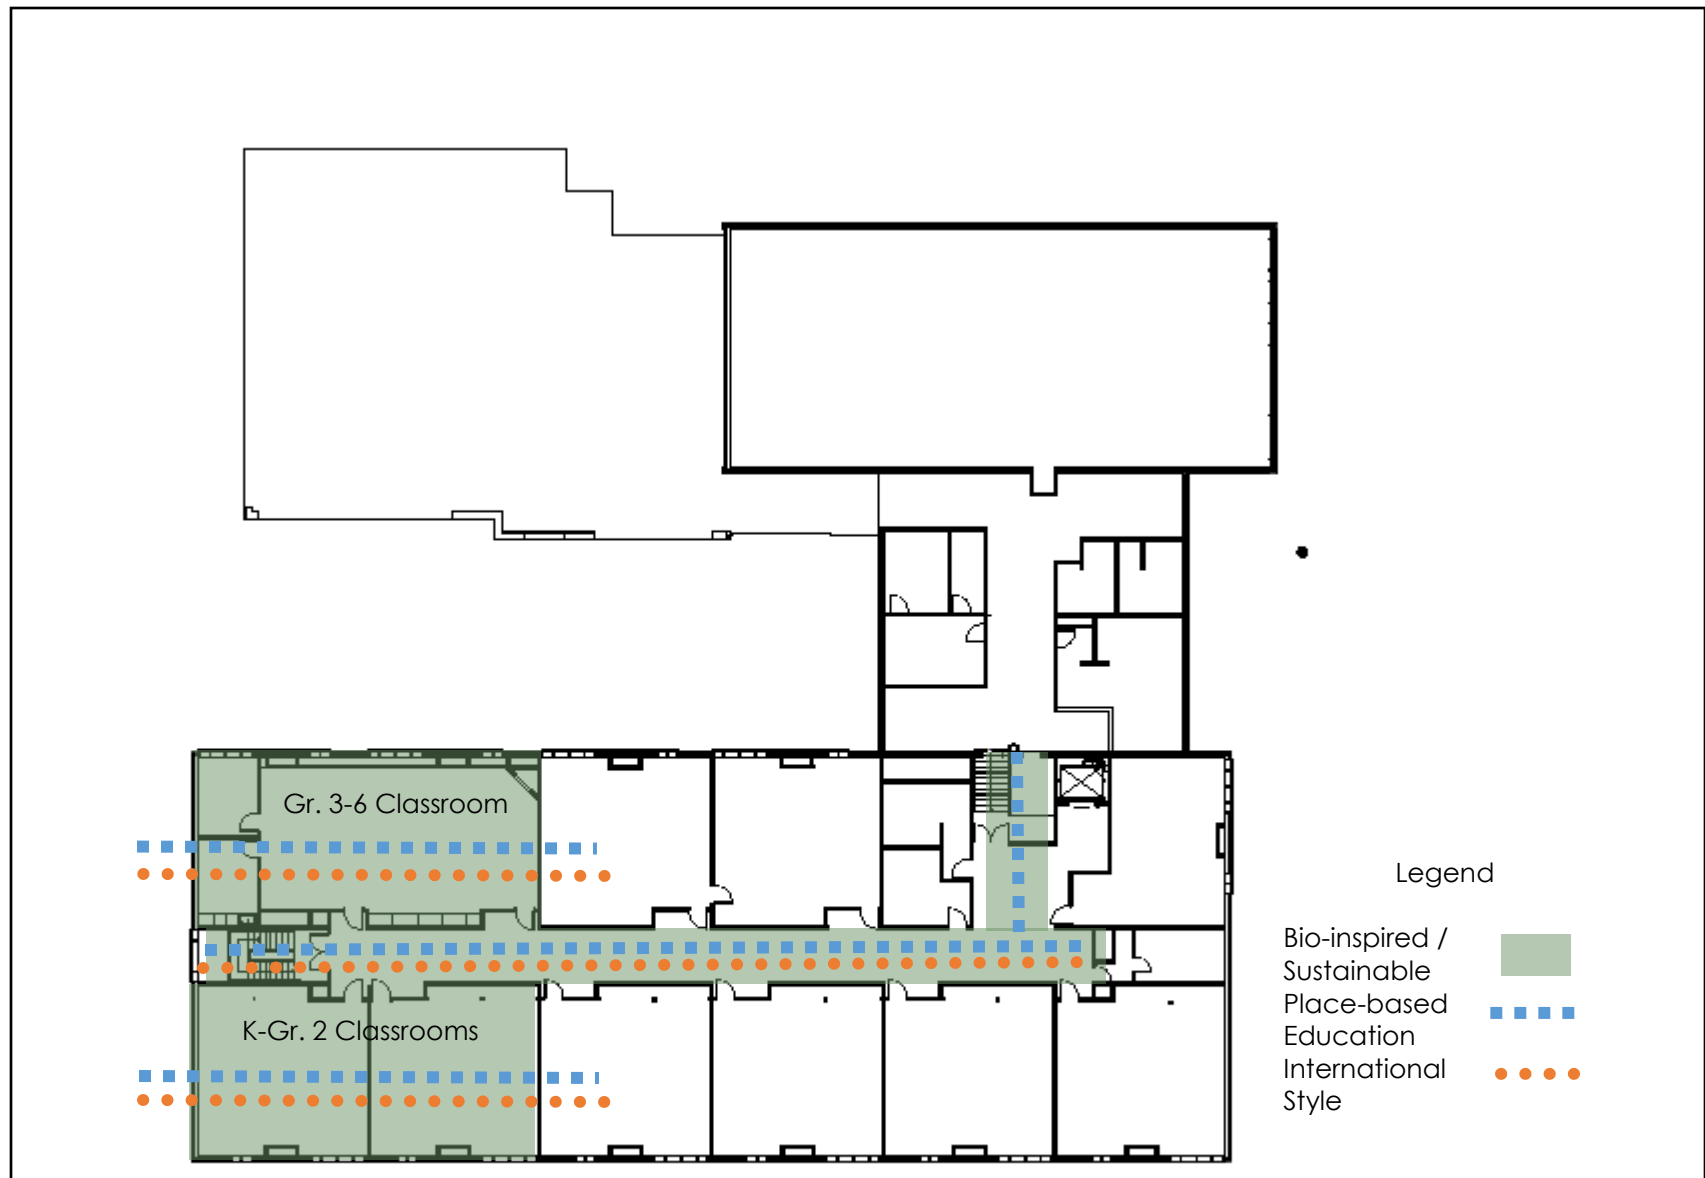 Gr. 3-6 Classroom
K-Gr. 2 Classrooms
Legend
Bio-inspired /
Sustainable
Place-based
Education
International
Style